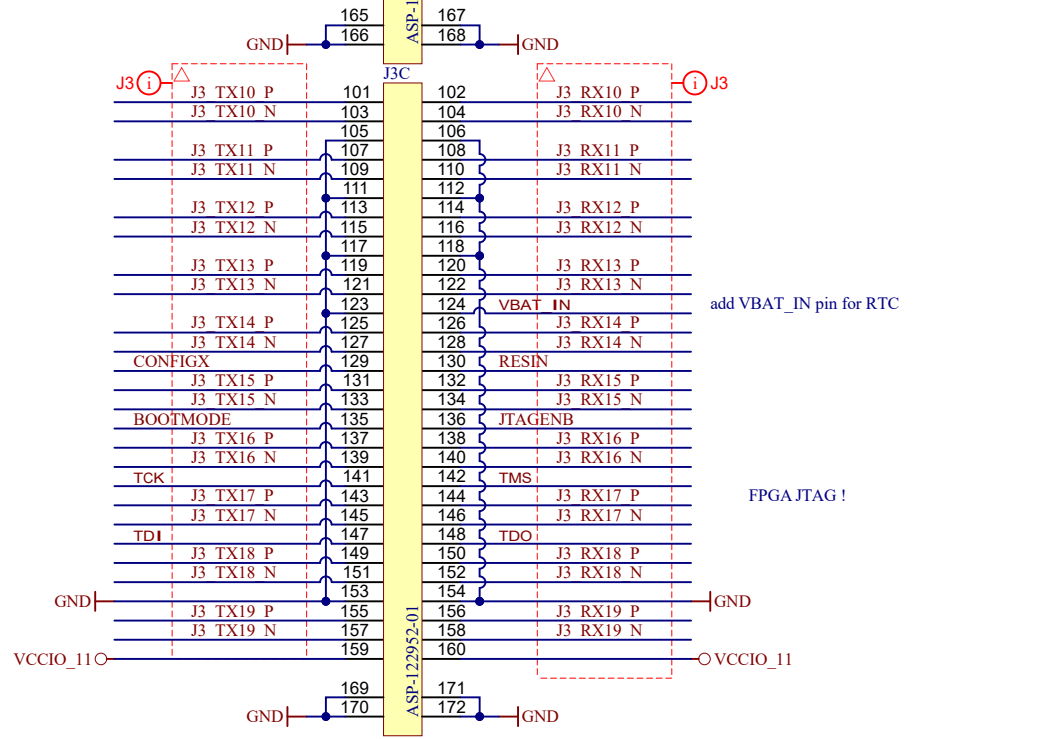 165 ASP-1 167
GND 166 168 GND
J3C
J3 i i J3
J3_TX10_P 101 102 J3_RX10_P
J3_TX10_N 103 104 J3_RX10_N
105 106
J3_TX11_P 107 108 J3_RX11_P
J3_TX11_N 109 110 J3_RX11_N
111 112
J3_TX12_P 113 114 J3_RX12_P
J3_TX12_N 115 116 J3_RX12_N
117 118
J3_TX13_P 119 120 J3_RX13_P
J3_TX13_N 121 122 J3_RX13_N
123 124 VBAT_IN add VBAT_IN pin for RTC
J3_TX14_P 125 126 J3_RX14_P
J3_TX14_N 127 128 J3_RX14_N
CONFIGX 129 130 RESIN
J3_TX15_P 131 132 J3_RX15_P
J3_TX15_N 133 134 J3_RX15_N
BOOTMODE 135 136 JTAGENB
J3_TX16_P 137 138 J3_RX16_P
J3_TX16_N 139 140 J3_RX16_N
TCK 141 142 TMS
J3_TX17_P 143 144 J3_RX17_P FPGA JTAG !
J3_TX17_N 145 146 J3_RX17_N
TDI 147 148 TDO
J3_TX18_P 149 150 J3_RX18_P
J3_TX18_N 151 152 J3_RX18_N
GND 153 154 GND
J3_TX19_P 155 156 J3_RX19_P
J3_TX19_N 157 158 J3_RX19_N
VCCIO_11 159 160 VCCIO_11
ASP-122952-01
169 171
GND 170 172 GND